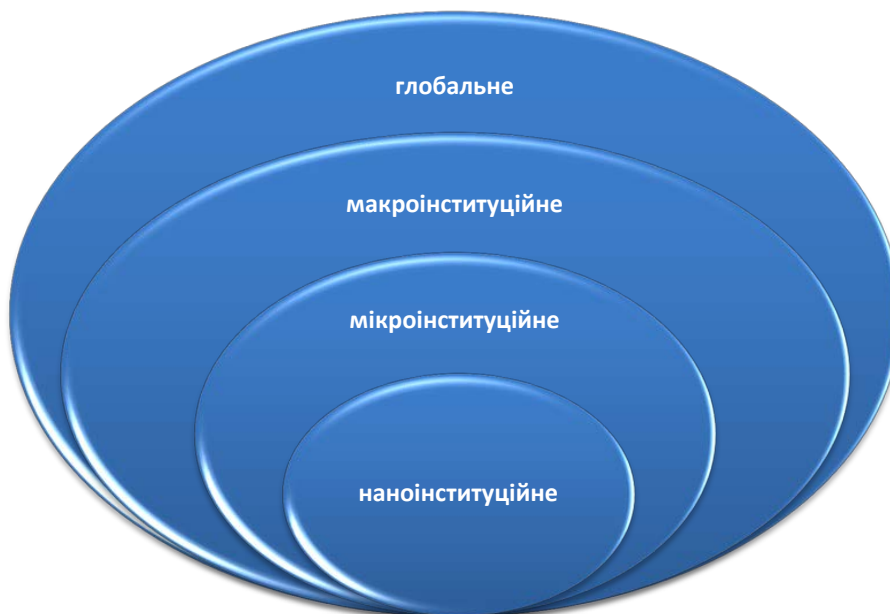 глобальне
макроінституційне
мікроінституційне
наноінституційне